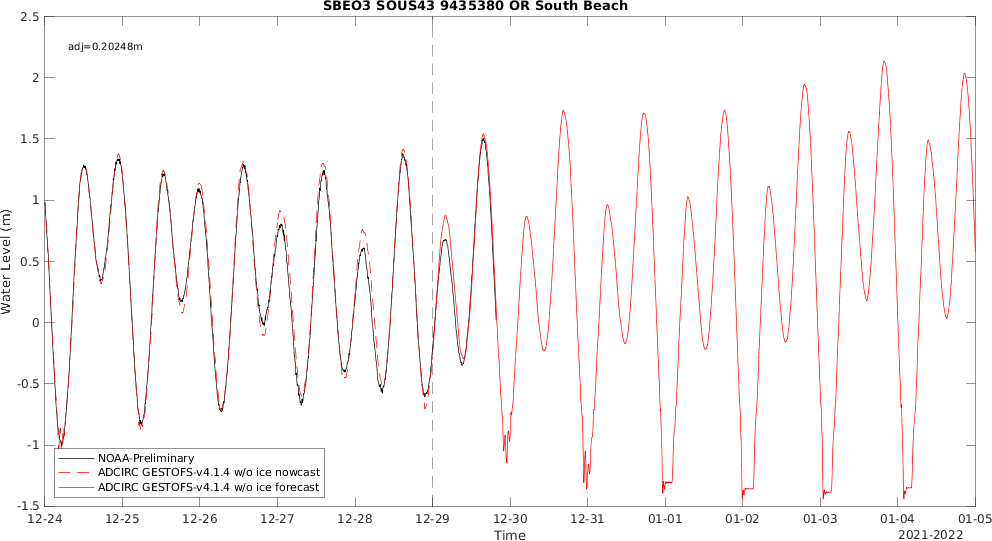 SBEO3 SOUS43 9435380 OR South Beach
adj=0.20248m
2.5
2
1.5
1
0.5
0
-0.5
-1
-1.5
Water Level (m)
NOAA-Preliminary
ADCIRC GESTOFS-v4.1.4 w/o ice nowcast
ADCIRC GESTOFS-v4.1.4 w/o ice forecast
12-24 12-25 12-26 12-27 12-28 12-29 12-30 12-31 01-01 01-02 01-03 01-04 01-05
Time
2021-2022